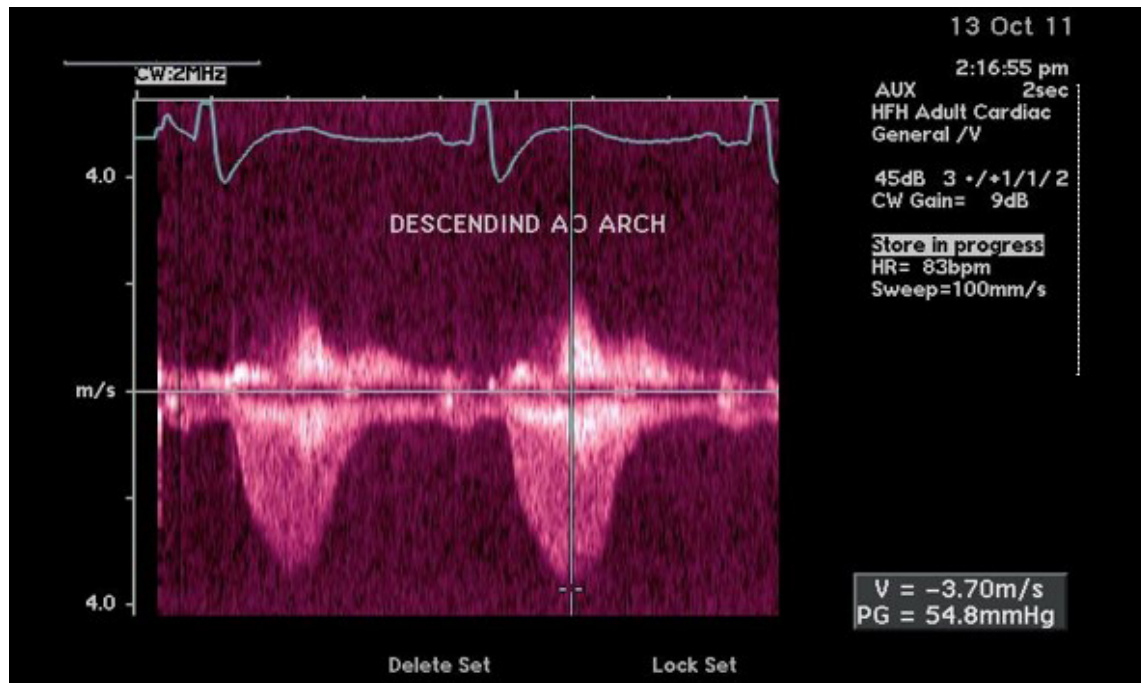 13 Oct 11
CW:2MHz
2:16:55 pm
AUX 2sec
HFH Adult Cardiac
General /V
4.0
45dB 3 •/+1/1/2
CW Gain= 9dB
DESCENDIND AO ARCH
Store in progress
HR= 83bpm
Sweep=100mm/s
m/s
4.0
V = -3.70m/s
PG = 54.8mmHg
Delete Set
Lock Set